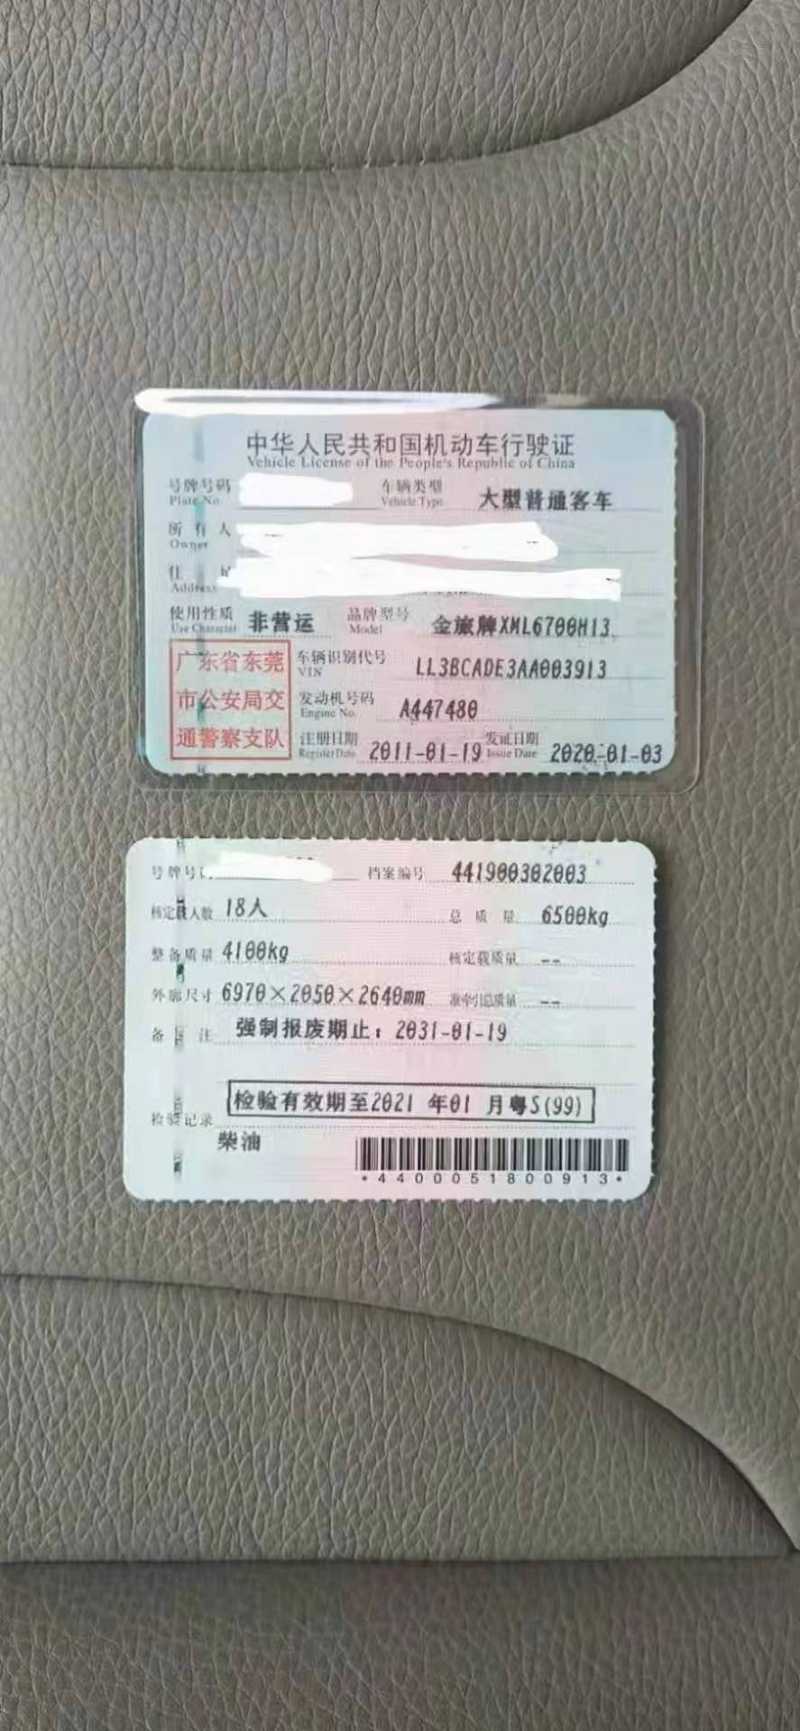 中华人民共和国机动车行驶证
Vehicle License of the People's Republic of China
号牌号码 车辆类型 大型普通客车
Plate No. Vehicle Type
所有人
Owner
住
Address
使用性质 非营运 品牌型号 金旅牌XML6700H13
Use Character Model
广东省东莞
市公安局交
通警察支队
车辆识别代号 LL3BCADE3AA003913
VIN
发动机号码 A447480
Engine No.
注册日期 2011-01-19 发证日期 2020-01-03
Register Date Issue Date
号牌号 档案编号 441900302003
核定载人数 18人 总质量 6500kg
整备质量 4100kg 核定载质量 --
外廓尺寸 6970×2050×2640mm 准牵引总质量 --
备注 强制报废期止：2031-01-19
检验记录 检验有效期至2021 年01 月粤S(99)
柴油
*4400051800913*